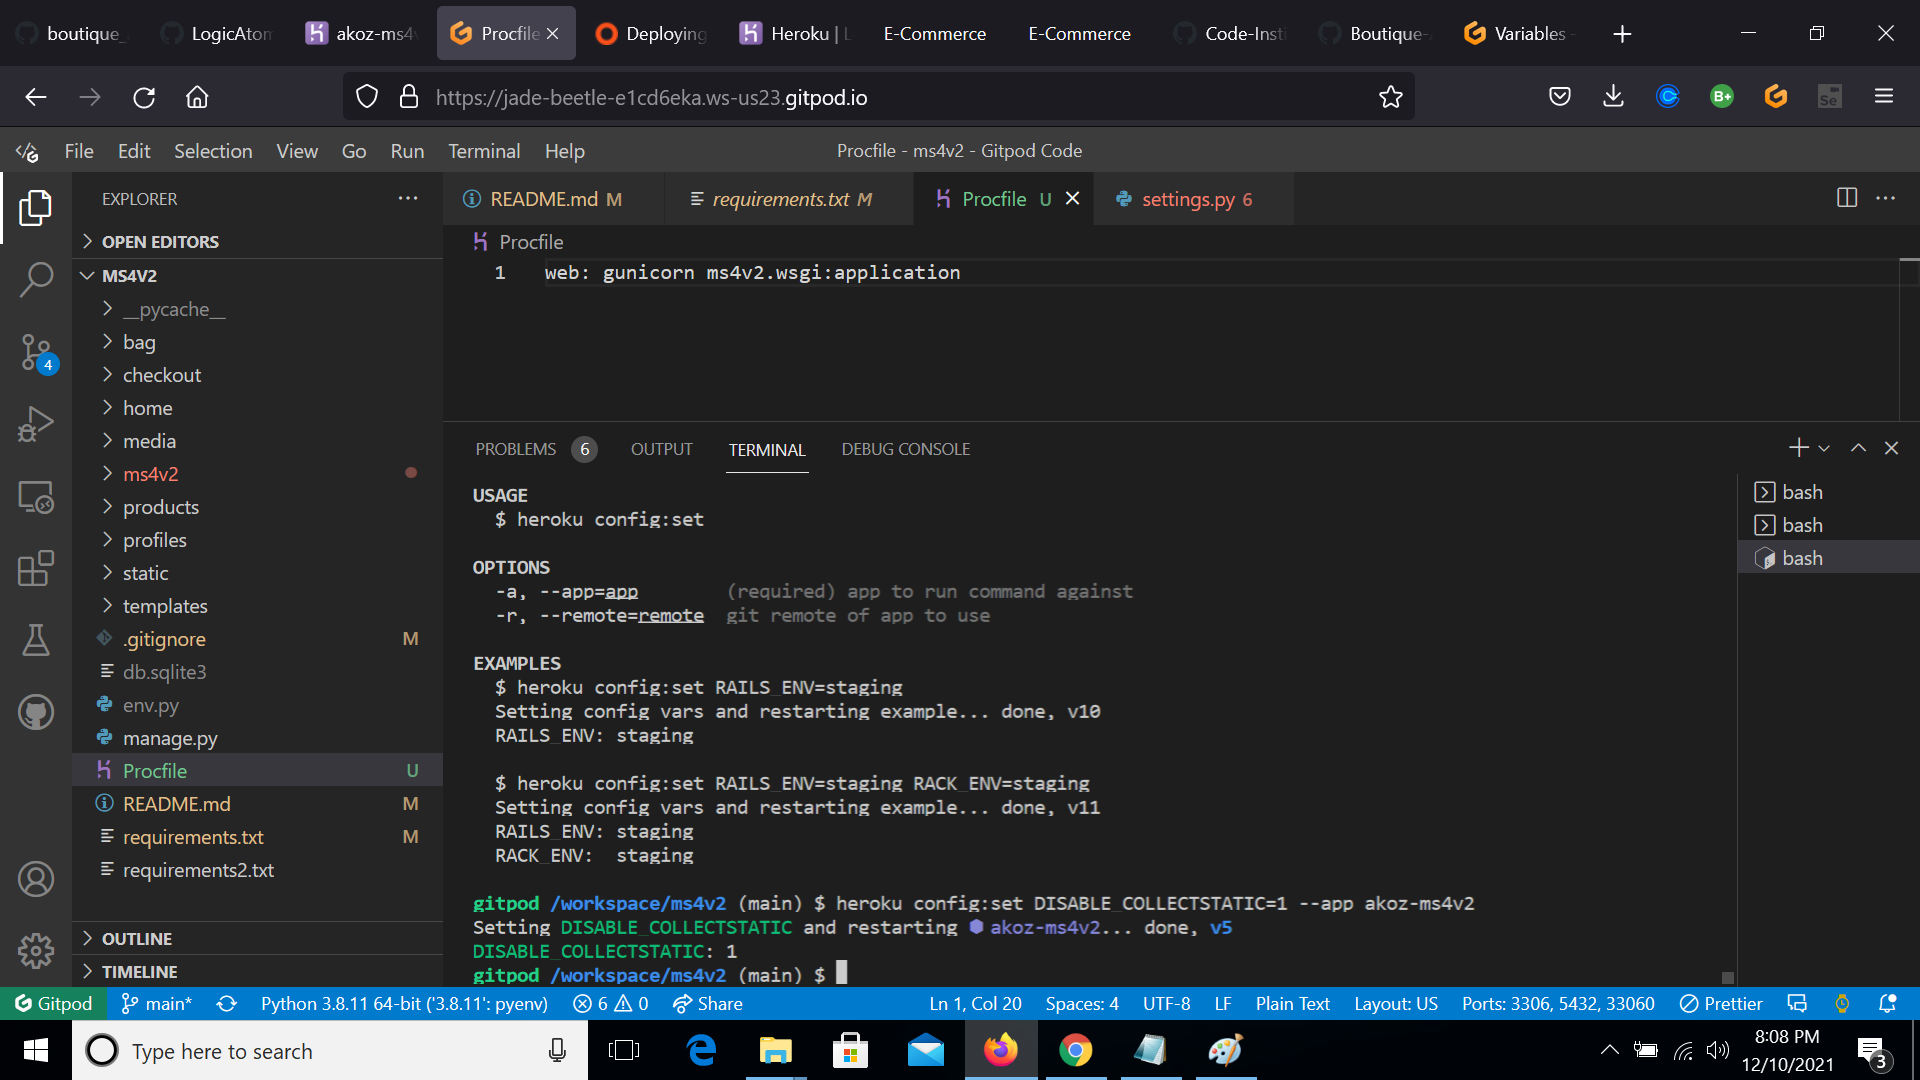 boutique_
LogicAtom
akoz-ms4v
Procfile
Deploying
Heroku | L
E-Commerce
E-Commerce
Code-Insti
Boutique-
Variables -
https://jade-beetle-e1cd6eka.ws-us23.gitpod.io
B+
Se
File Edit Selection View Go Run Terminal Help
Procfile - ms4v2 - Gitpod Code
EXPLORER
OPEN EDITORS
MS4V2
__pycache__
bag
checkout
home
media
ms4v2
products
profiles
static
templates
.gitignore M
db.sqlite3
env.py
manage.py
Procfile U
README.md M
requirements.txt M
requirements2.txt
OUTLINE
TIMELINE
4
README.md M
requirements.txt M
Procfile U
settings.py 6
Procfile
1 web: gunicorn ms4v2.wsgi:application
PROBLEMS 6 OUTPUT TERMINAL DEBUG CONSOLE
USAGE
$ heroku config:set
OPTIONS
-a, --app=app (required) app to run command against
-r, --remote=remote git remote of app to use
EXAMPLES
$ heroku config:set RAILS_ENV=staging
Setting config vars and restarting example... done, v10
RAILS_ENV: staging
$ heroku config:set RAILS_ENV=staging RACK_ENV=staging
Setting config vars and restarting example... done, v11
RAILS_ENV: staging
RACK_ENV: staging
gitpod /workspace/ms4v2 (main) $ heroku config:set DISABLE_COLLECTSTATIC=1 --app akoz-ms4v2
Setting DISABLE_COLLECTSTATIC and restarting ⬢ akoz-ms4v2... done, v5
DISABLE_COLLECTSTATIC: 1
gitpod /workspace/ms4v2 (main) $
bash
bash
bash
Gitpod main* Python 3.8.11 64-bit ('3.8.11': pyenv) 6 0 Share Ln 1, Col 20 Spaces: 4 UTF-8 LF Plain Text Layout: US Ports: 3306, 5432, 33060 Prettier
Type here to search
8:08 PM
12/10/2021
3